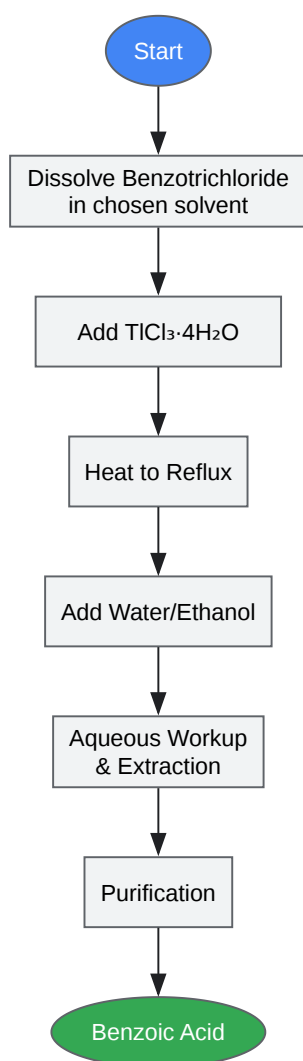 Start
Dissolve Benzotrichloride
in chosen solvent
Add TlCl₃·4H₂O
Heat to Reflux
Add Water/Ethanol
Aqueous Workup
& Extraction
Purification
Benzoic Acid